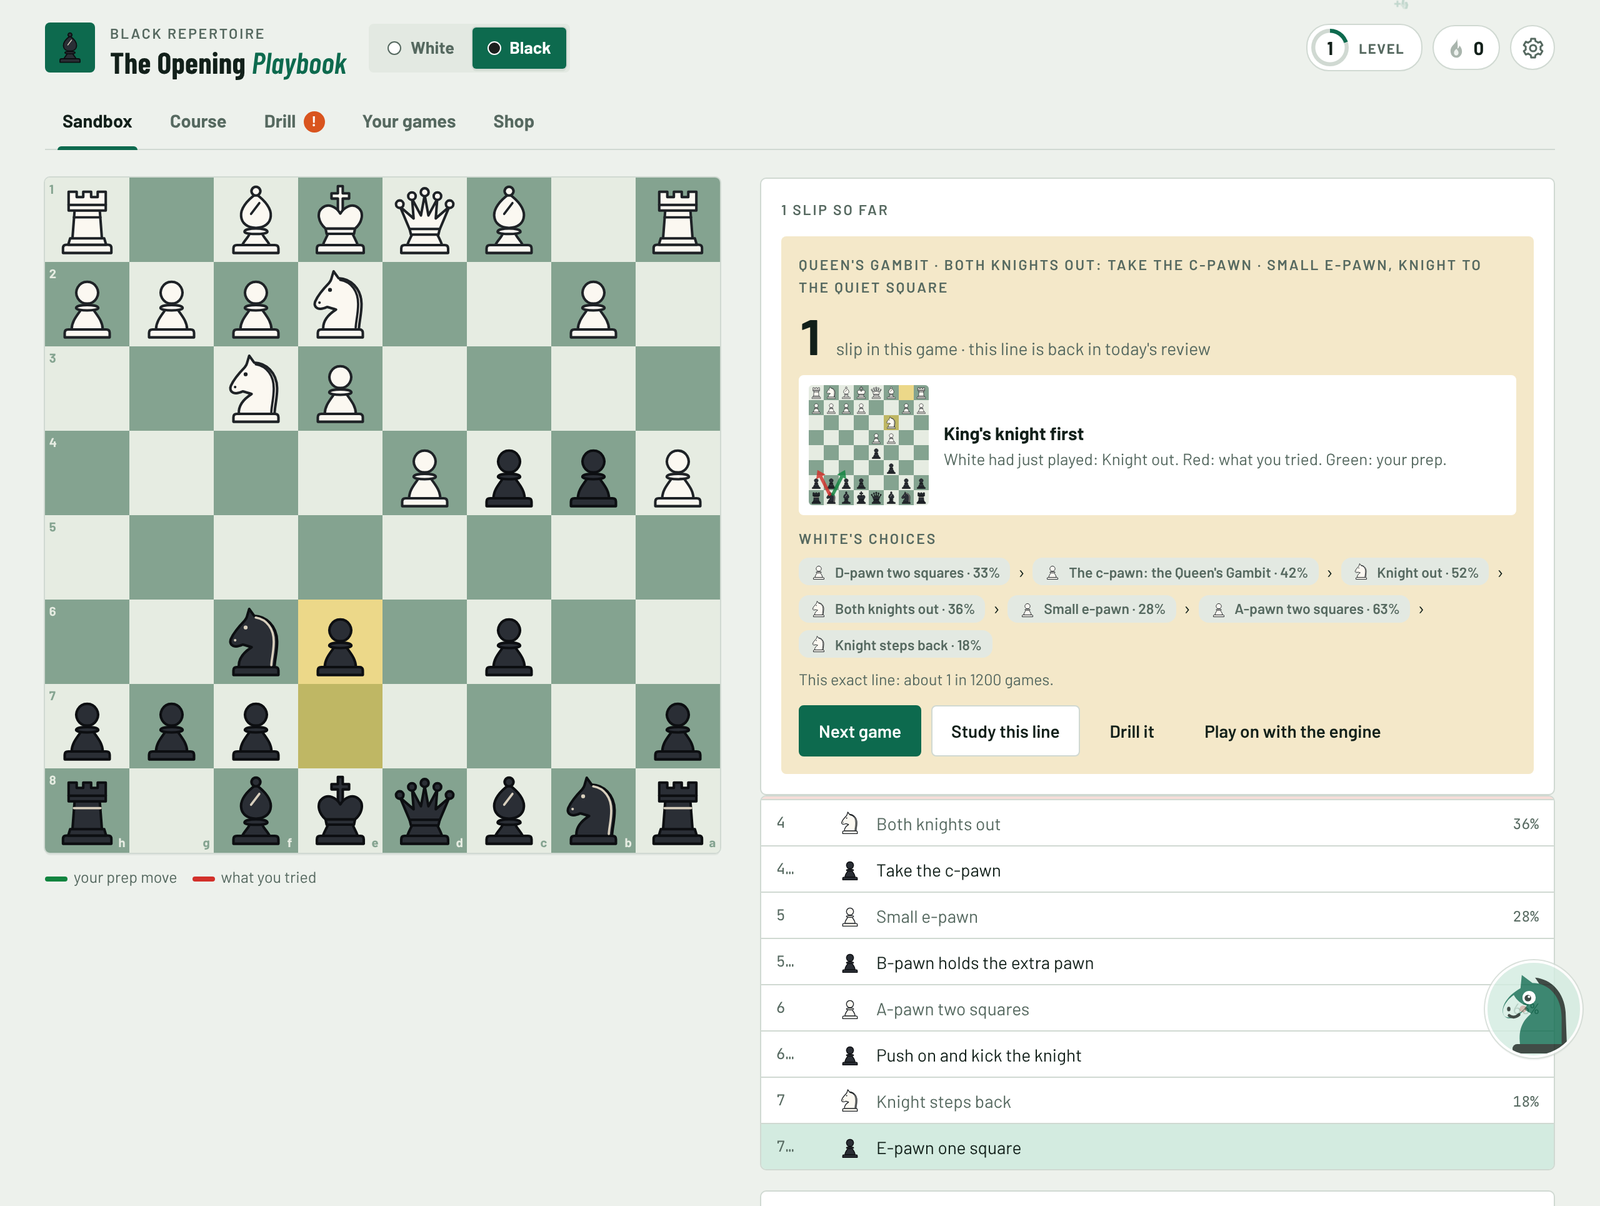 BLACK REPERTOIRE
The Opening Playbook
White
Black
1 LEVEL
0
Sandbox
Course
Drill !
Your games
Shop
1
2
3
4
5
6
7
8
h g f e d c b a
your prep move
what you tried
1 SLIP SO FAR
QUEEN'S GAMBIT · BOTH KNIGHTS OUT: TAKE THE C-PAWN · SMALL E-PAWN, KNIGHT TO
THE QUIET SQUARE
1 slip in this game · this line is back in today's review
King's knight first
White had just played: Knight out. Red: what you tried. Green: your prep.
WHITE'S CHOICES
D-pawn two squares · 33% › The c-pawn: the Queen's Gambit · 42% › Knight out · 52% ›
Both knights out · 36% › Small e-pawn · 28% › A-pawn two squares · 63% ›
Knight steps back · 18%
This exact line: about 1 in 1200 games.
Next game
Study this line
Drill it
Play on with the engine
4 Both knights out 36%
4... Take the c-pawn
5 Small e-pawn 28%
5... B-pawn holds the extra pawn
6 A-pawn two squares
6... Push on and kick the knight
7 Knight steps back 18%
7... E-pawn one square